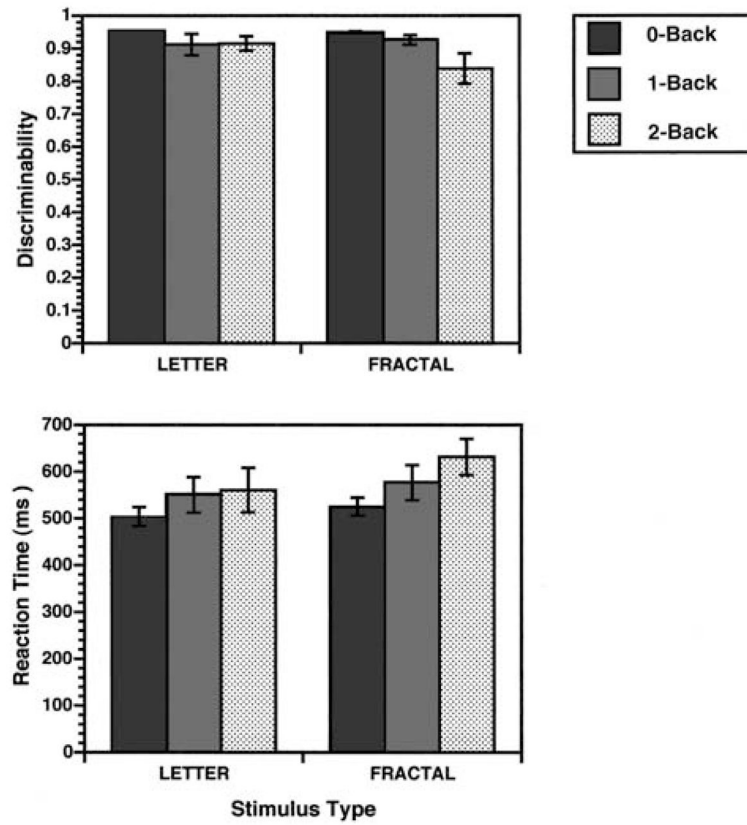 1
0.9
0.8
0.7
0.6
0.5
0.4
0.3
0.2
0.1
0
Discriminability
LETTER FRACTAL
0-Back
1-Back
2-Back
700
600
500
400
300
200
100
0
Reaction Time (ms )
LETTER FRACTAL
Stimulus Type